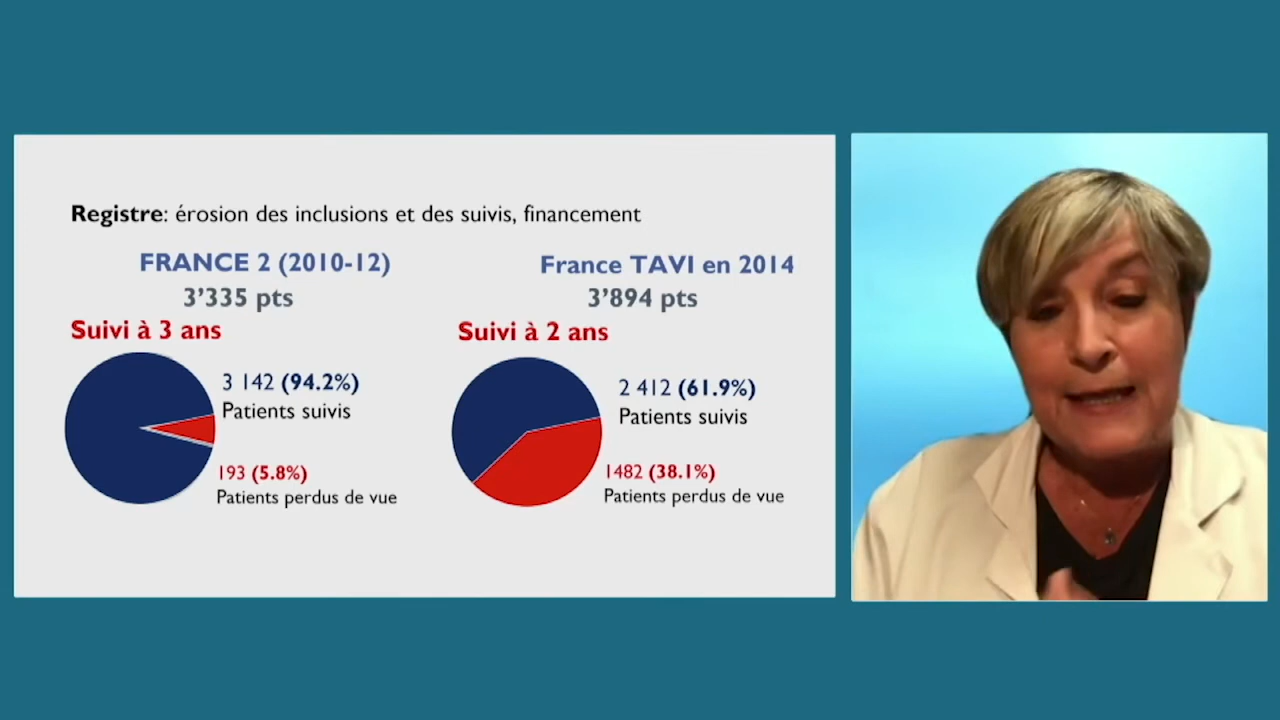 Registre: érosion des inclusions et des suivis, financement
FRANCE 2 (2010-12)
3’335 pts
Suivi à 3 ans
3 142 (94.2%)
Patients suivis
193 (5.8%)
Patients perdus de vue
France TAVI en 2014
3’894 pts
Suivi à 2 ans
2 412 (61.9%)
Patients suivis
1482 (38.1%)
Patients perdus de vue